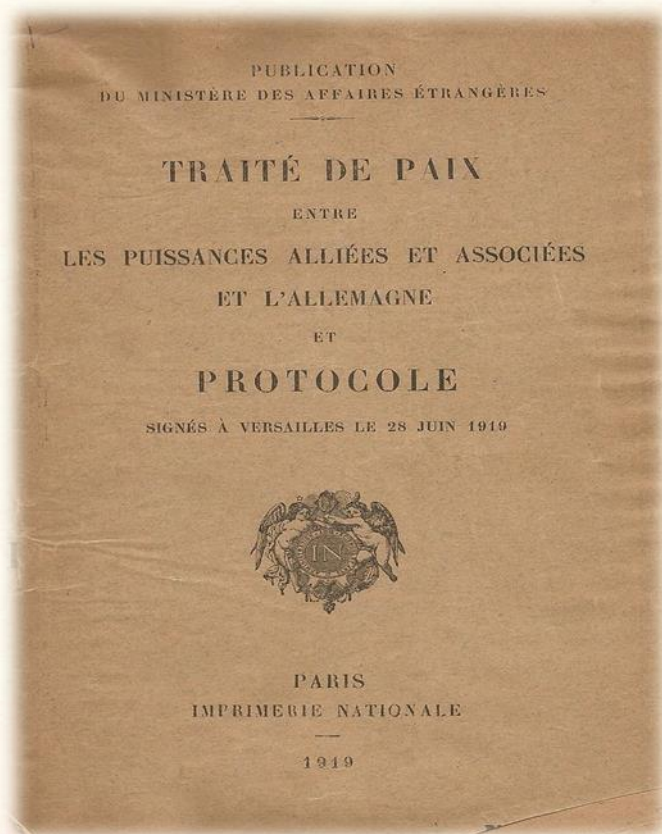 PUBLICATION
DU MINISTÈRE DES AFFAIRES ÉTRANGÈRES
TRAITÉ DE PAIX
ENTRE
LES PUISSANCES ALLIÉES ET ASSOCIÉES
ET L'ALLEMAGNE
ET
PROTOCOLE
SIGNÉS À VERSAILLES LE 28 JUIN 1919
IN
PARIS
IMPRIMERIE NATIONALE
1919